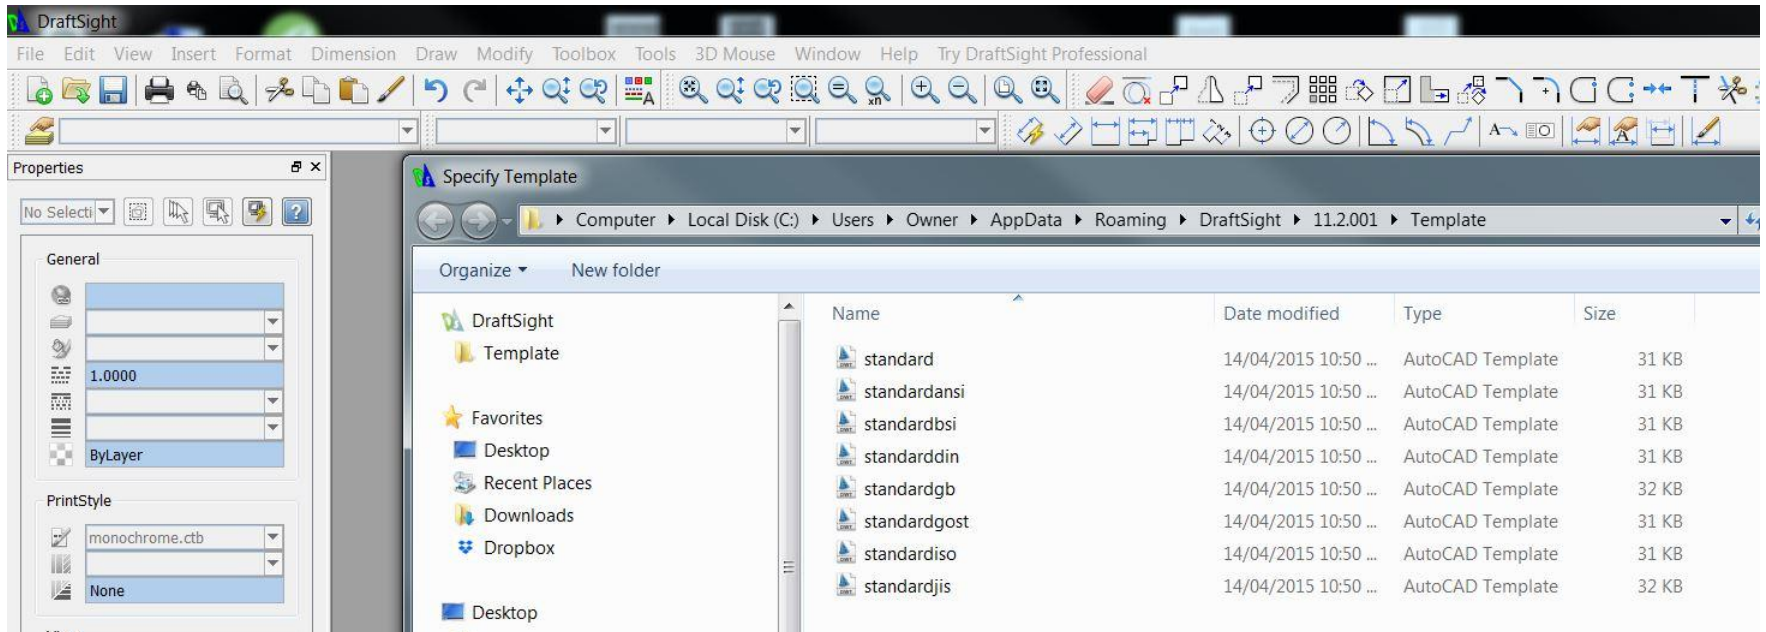 DraftSight
File Edit View Insert Format Dimension Draw Modify Toolbox Tools 3D Mouse Window Help Try DraftSight Professional
Properties
No Selecti
General
1.0000
ByLayer
PrintStyle
monochrome.ctb
None
Specify Template
Computer Local Disk (C:) Users Owner AppData Roaming DraftSight 11.2.001 Template
Organize New folder
DraftSight
Template
Favorites
Desktop
Recent Places
Downloads
Dropbox
Desktop
Name Date modified Type Size
standard 14/04/2015 10:50 ... AutoCAD Template 31 KB
standardansi 14/04/2015 10:50 ... AutoCAD Template 31 KB
standardbsi 14/04/2015 10:50 ... AutoCAD Template 31 KB
standarddin 14/04/2015 10:50 ... AutoCAD Template 31 KB
standardgb 14/04/2015 10:50 ... AutoCAD Template 32 KB
standardgost 14/04/2015 10:50 ... AutoCAD Template 31 KB
standardiso 14/04/2015 10:50 ... AutoCAD Template 31 KB
standardjis 14/04/2015 10:50 ... AutoCAD Template 32 KB